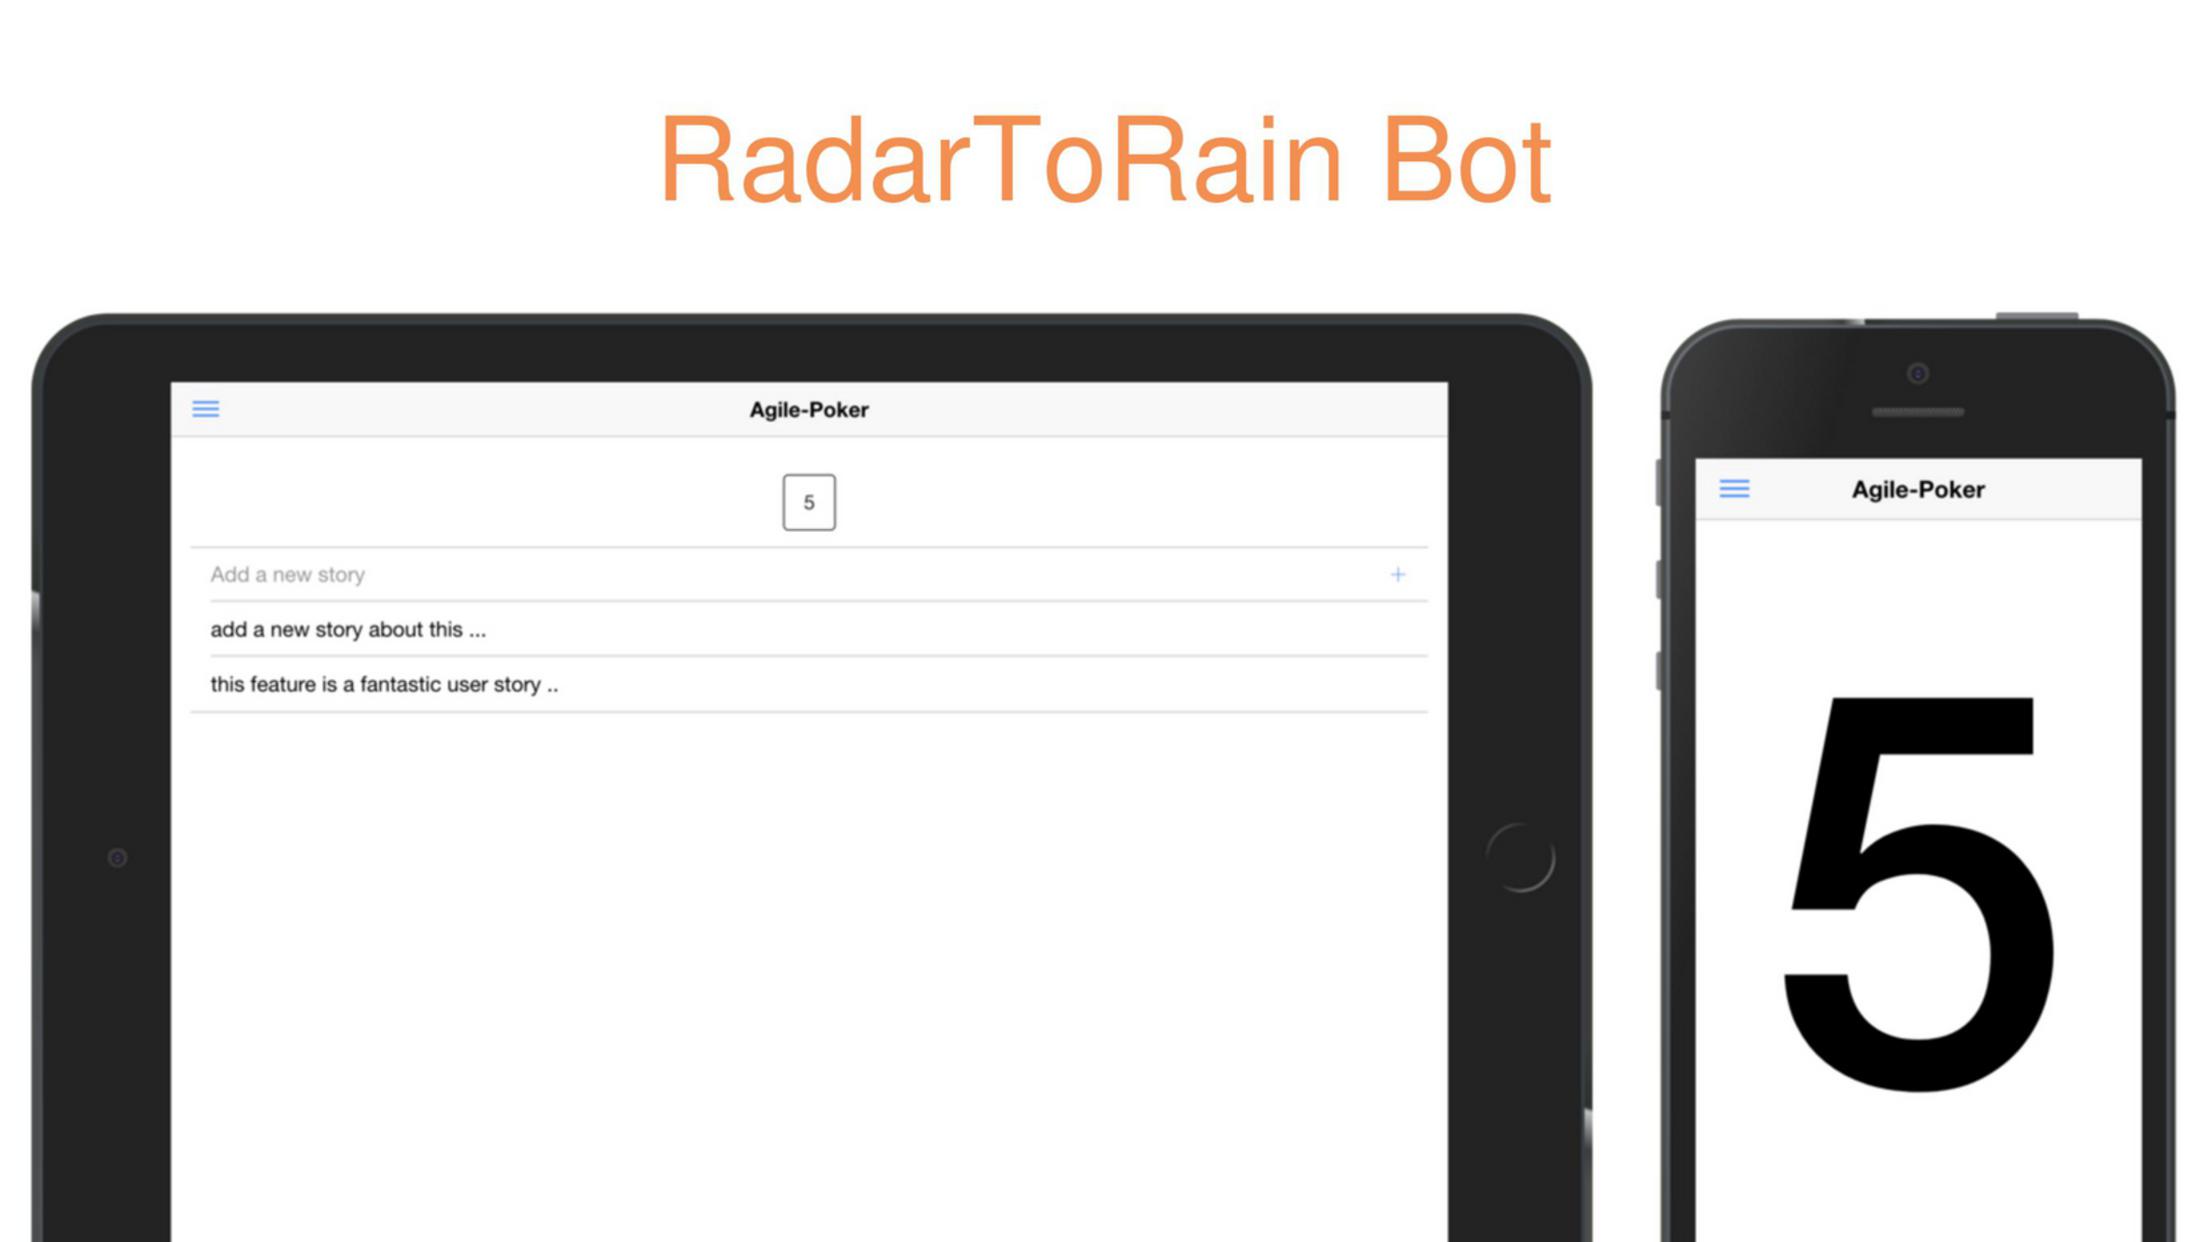 RadarToRain Bot
Agile-Poker
5
Add a new story
+
add a new story about this ...
this feature is a fantastic user story ..
Agile-Poker
5